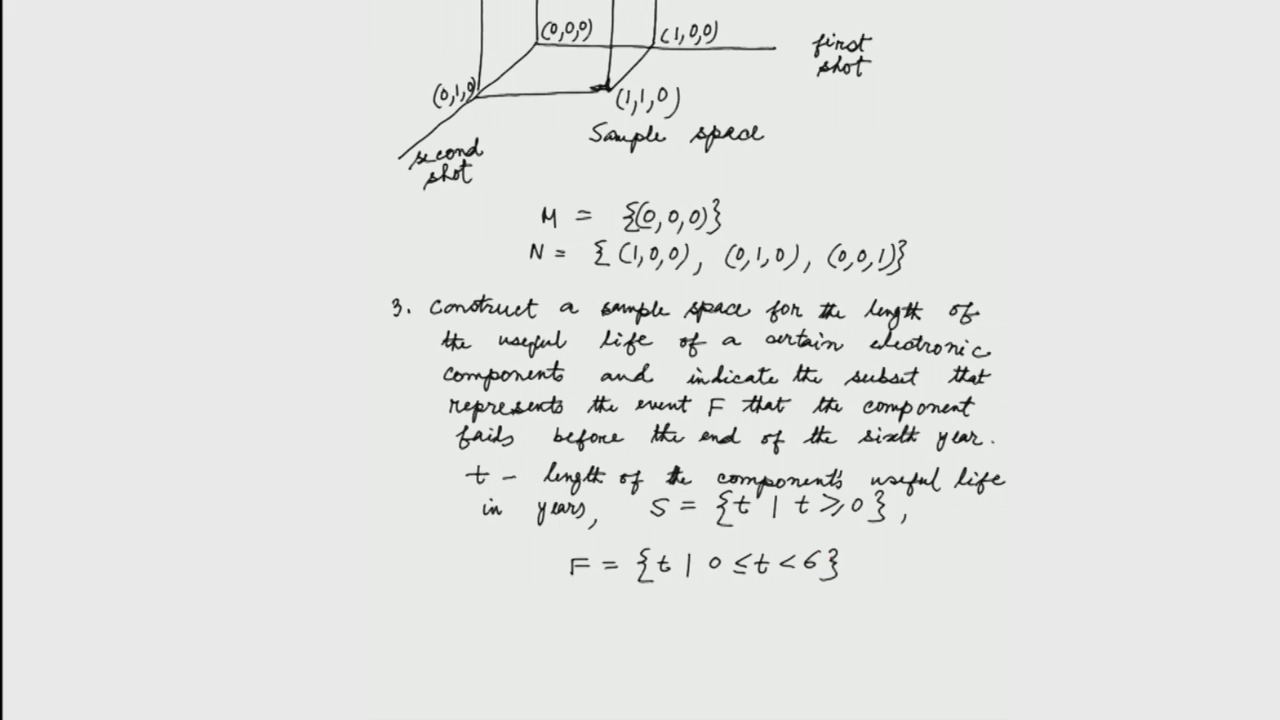 (0,0,0) (1,0,0) first
shot
(0,1,0) (1,1,0)
Sample space
second
shot
M = {(0,0,0)}
N = { (1,0,0), (0,1,0), (0,0,1)}
3. Construct a sample space for the length of
the useful life of a certain electronic
components and indicate the subset that
represents the event F that the component
fails before the end of the sixth year.
t - length of the component's useful life
in years, S = {t | t ≥ 0},
F = {t | 0 ≤ t < 6}